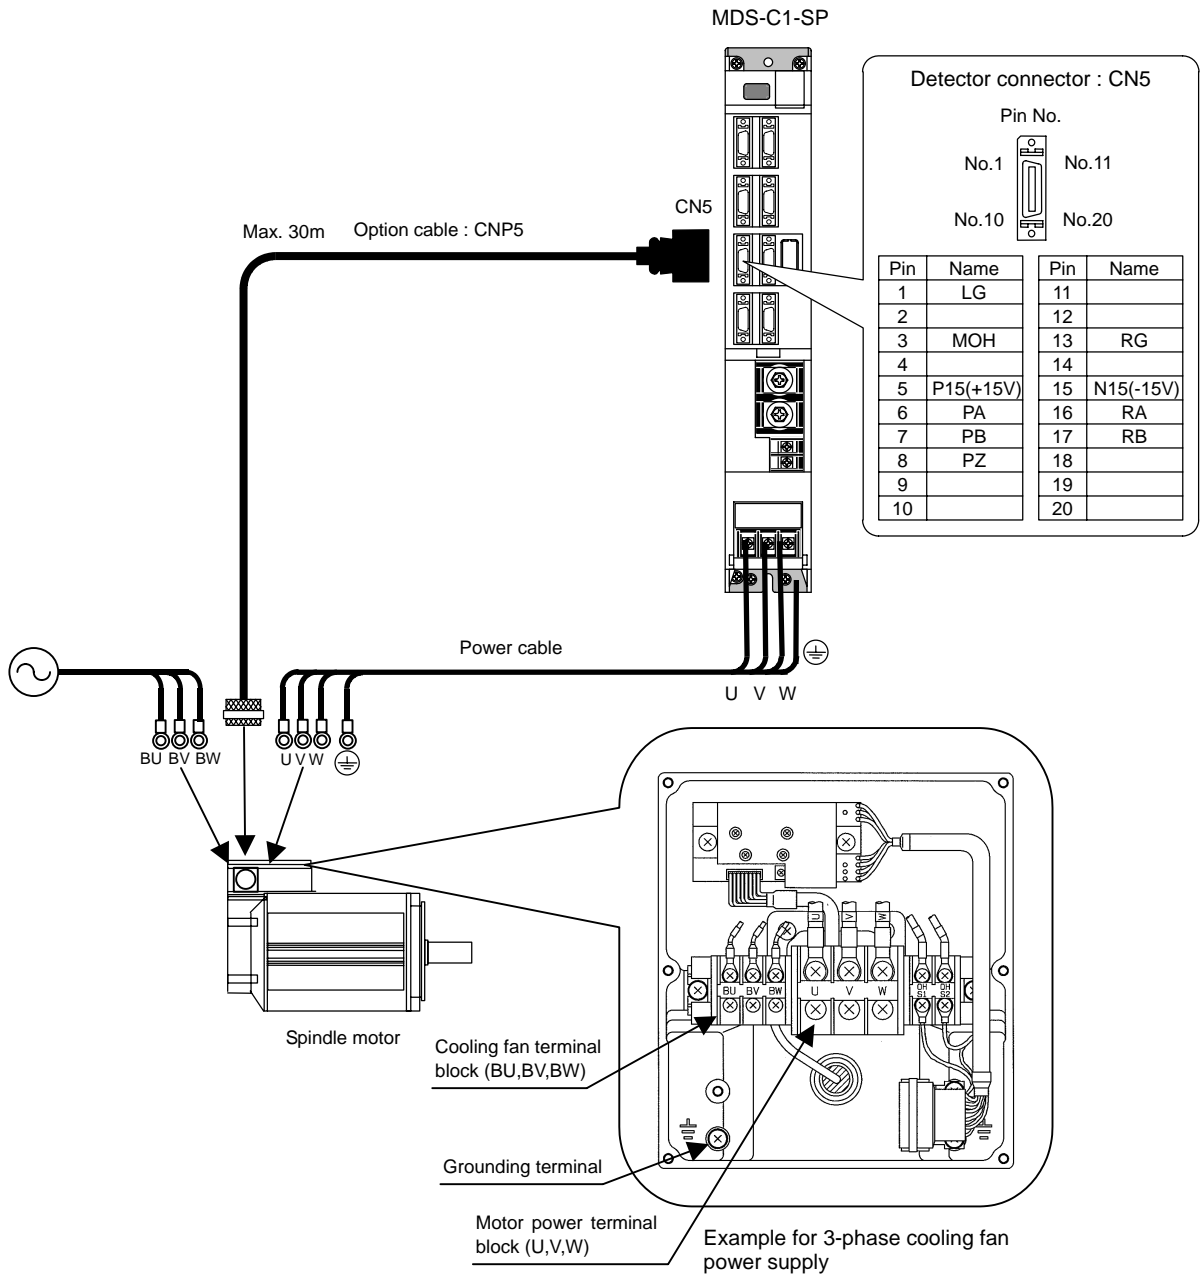 MDS-C1-SP
Detector connector : CN5
Pin No.
No.1 No.11
No.10 No.20
Pin Name Pin Name
1 LG 11
2 12
3 MOH 13 RG
4 14
5 P15(+15V) 15 N15(-15V)
6 PA 16 RA
7 PB 17 RB
8 PZ 18
9 19
10 20
CN5
Max. 30m Option cable : CNP5
Power cable
U V W
BU BV BW
U V W
Spindle motor
U V W
BU BV BW
U V W
OH S1
OH S2
Cooling fan terminal
block (BU,BV,BW)
Grounding terminal
Motor power terminal
block (U,V,W)
Example for 3-phase cooling fan
power supply